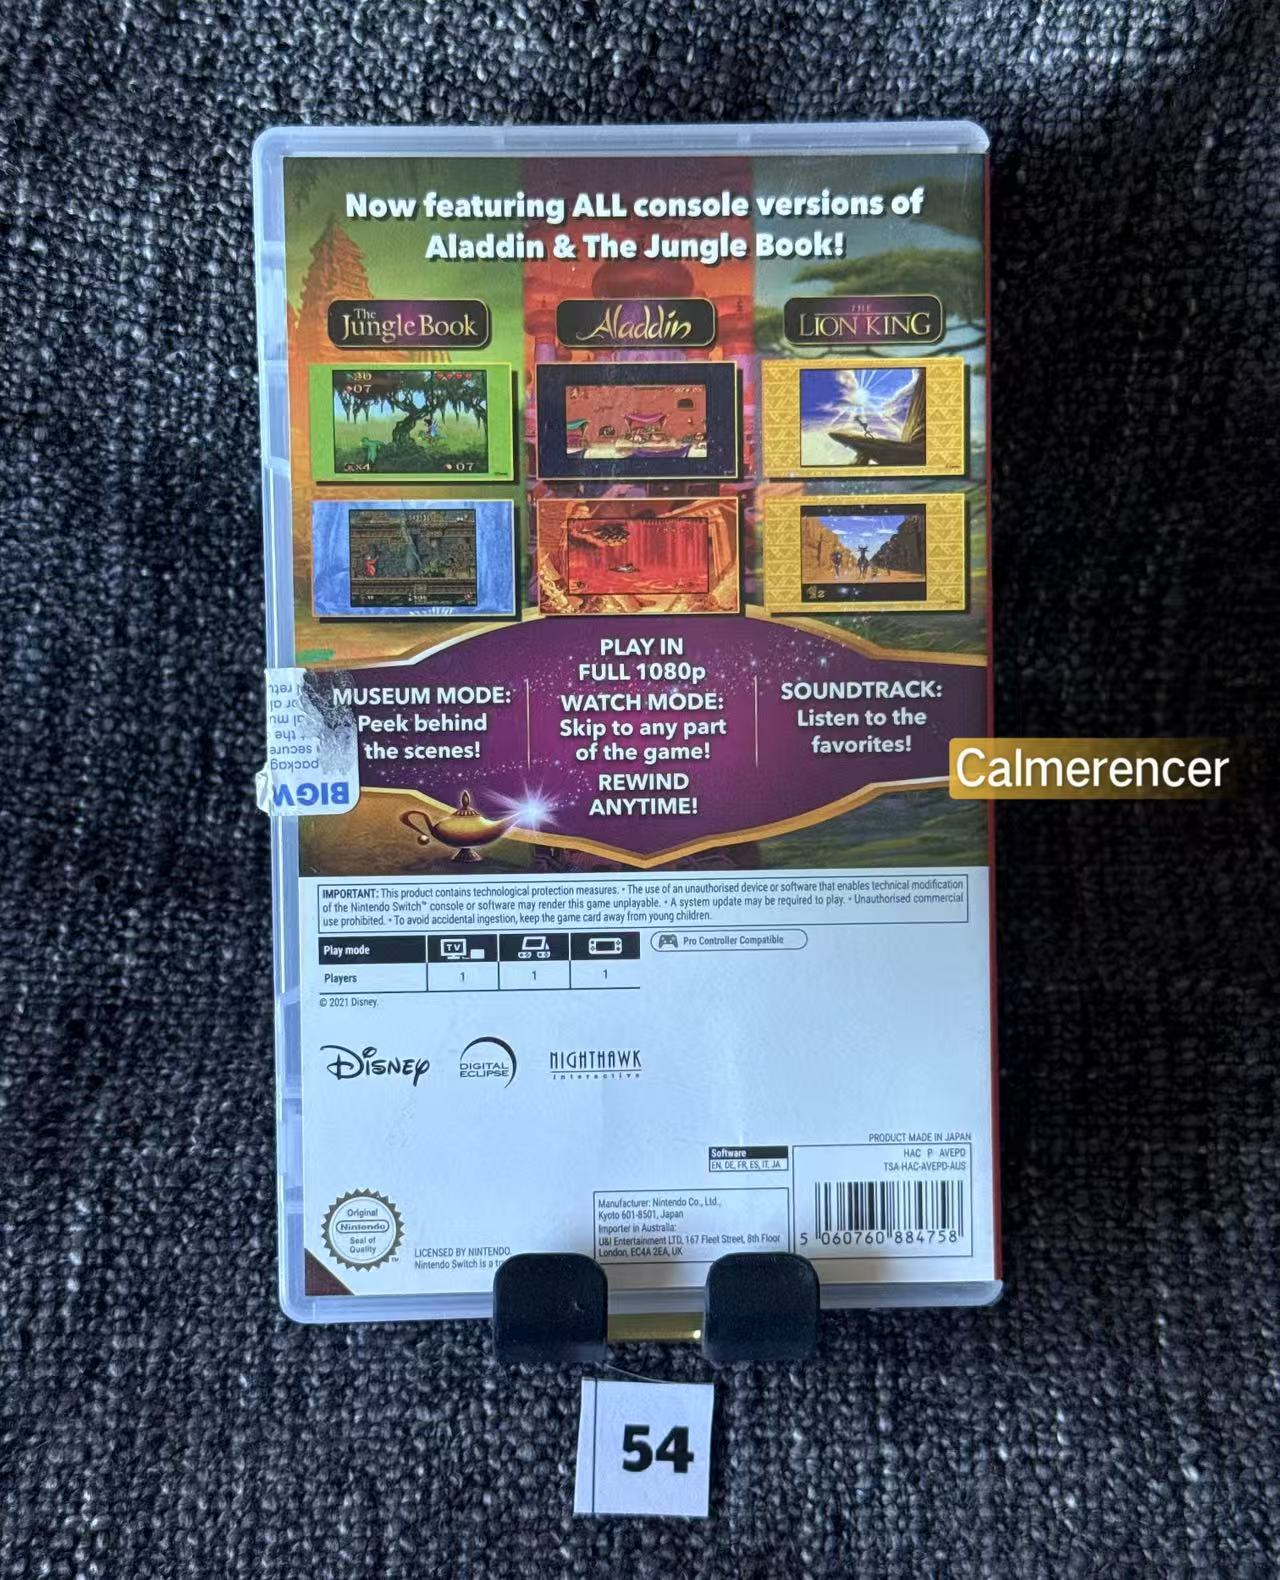 Now featuring ALL console versions of
Aladdin & The Jungle Book!
The
Jungle Book
Aladdin
THE
LION KING
PLAY IN
FULL 1080p
MUSEUM MODE:
Peek behind
the scenes!
WATCH MODE:
Skip to any part
of the game!
REWIND
ANYTIME!
SOUNDTRACK:
Listen to the
favorites!
secure
packag
BIGW
Calmerencer
IMPORTANT: This product contains technological protection measures. • The use of an unauthorised device or software that enables technical modification
of the Nintendo Switch™ console or software may render this game unplayable. • A system update may be required to play. • Unauthorised commercial
use prohibited. • To avoid accidental ingestion, keep the game card away from young children.
Play mode TV
Pro Controller Compatible
Players 1 1 1
© 2021 Disney.
Disney
DIGITAL
ECLIPSE
NIGHTHAWK
interactive
PRODUCT MADE IN JAPAN
HAC P AVEPD
TSA-HAC-AVEPD-AUS
Software
EN, DE, FR, ES, IT, JA
Manufacturer: Nintendo Co., Ltd.,
Kyoto 601-8501, Japan
Importer in Australia:
U&I Entertainment LTD, 167 Fleet Street, 8th Floor
London, EC4A 2EA, UK
5 060760 884758
Original
Nintendo
Seal of
Quality
TM
LICENSED BY NINTENDO.
Nintendo Switch is a
54